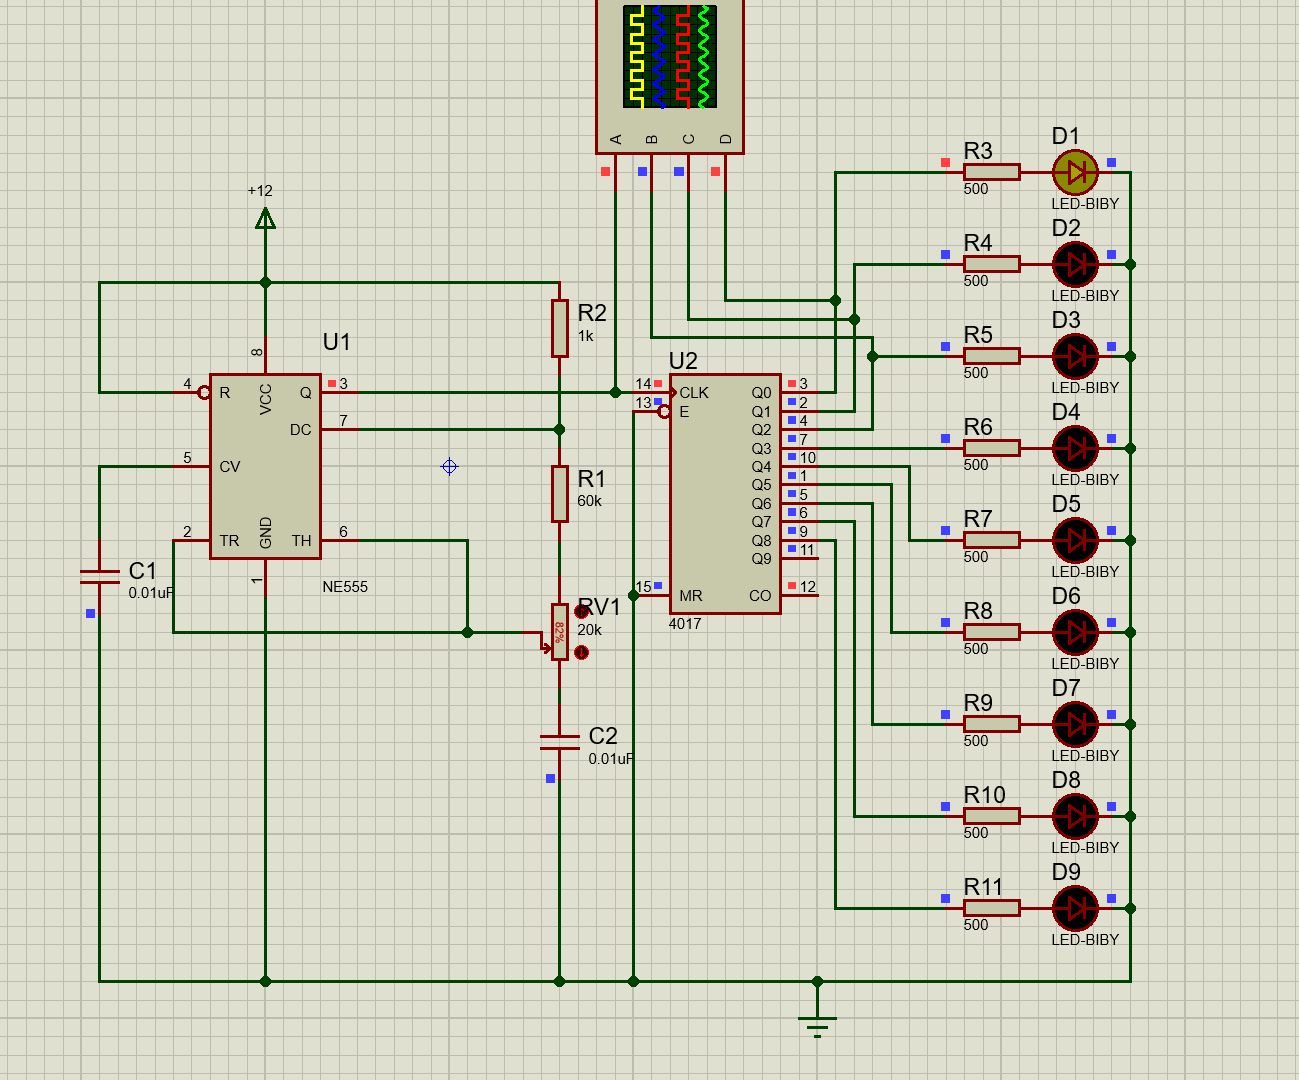 A B C D
+12
U1
NE555
4 R
5 CV
2 TR
8 VCC
1 GND
Q 3
DC 7
TH 6
R2
1k
R1
60k
RV1
20k
82%
C1
0.01uF
C2
0.01uF
U2
4017
14 CLK
13 E
15 MR
Q0 3
Q1 2
Q2 4
Q3 7
Q4 10
Q5 1
Q6 5
Q7 6
Q8 9
Q9 11
CO 12
R3
500
D1
LED-BIBY
R4
500
D2
LED-BIBY
R5
500
D3
LED-BIBY
R6
500
D4
LED-BIBY
R7
500
D5
LED-BIBY
R8
500
D6
LED-BIBY
R9
500
D7
LED-BIBY
R10
500
D8
LED-BIBY
R11
500
D9
LED-BIBY